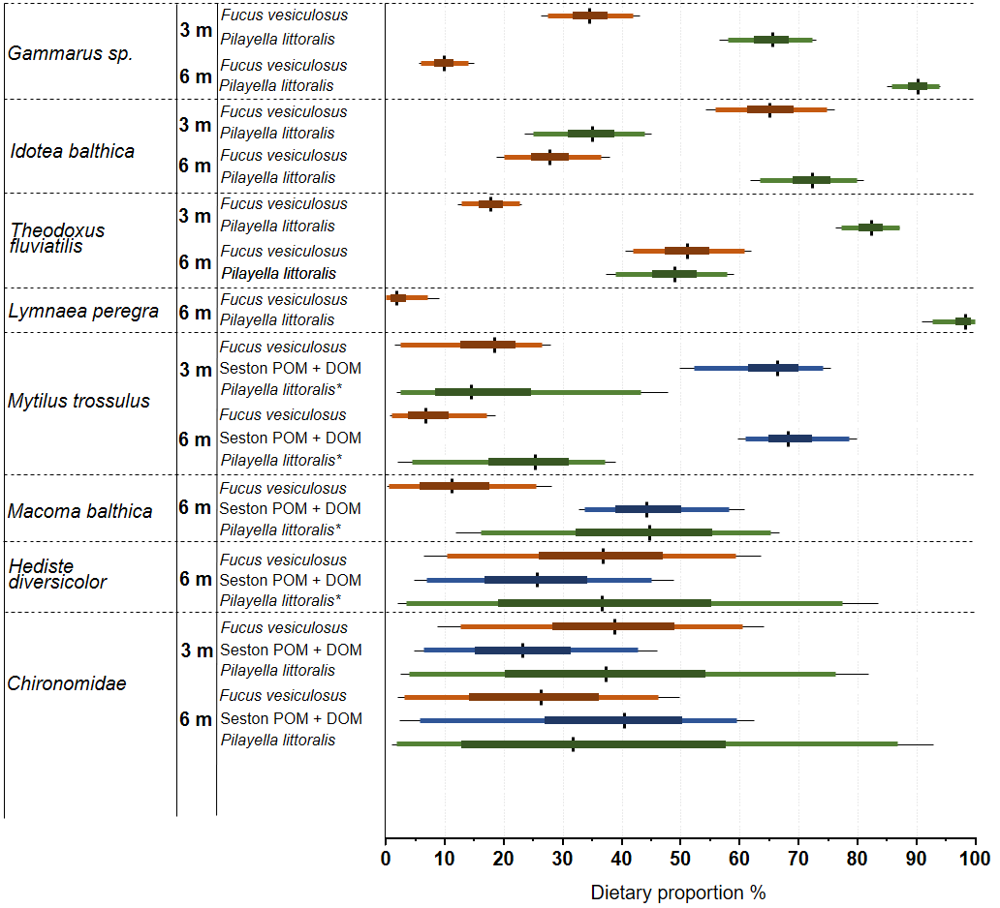 Gammarus sp.
3 m
Fucus vesiculosus
Pilayella littoralis
6 m
Fucus vesiculosus
Pilayella littoralis
Idotea balthica
3 m
Fucus vesiculosus
Pilayella littoralis
6 m
Fucus vesiculosus
Pilayella littoralis
Theodoxus
fluviatilis
3 m
Fucus vesiculosus
Pilayella littoralis
6 m
Fucus vesiculosus
Pilayella littoralis
Lymnaea peregra
6 m
Fucus vesiculosus
Pilayella littoralis
Mytilus trossulus
3 m
Fucus vesiculosus
Seston POM + DOM
Pilayella littoralis*
6 m
Fucus vesiculosus
Seston POM + DOM
Pilayella littoralis*
Macoma balthica
6 m
Fucus vesiculosus
Seston POM + DOM
Pilayella littoralis*
Hediste
diversicolor
6 m
Fucus vesiculosus
Seston POM + DOM
Pilayella littoralis*
Chironomidae
3 m
Fucus vesiculosus
Seston POM + DOM
Pilayella littoralis
6 m
Fucus vesiculosus
Seston POM + DOM
Pilayella littoralis
0 10 20 30 40 50 60 70 80 90 100
Dietary proportion %